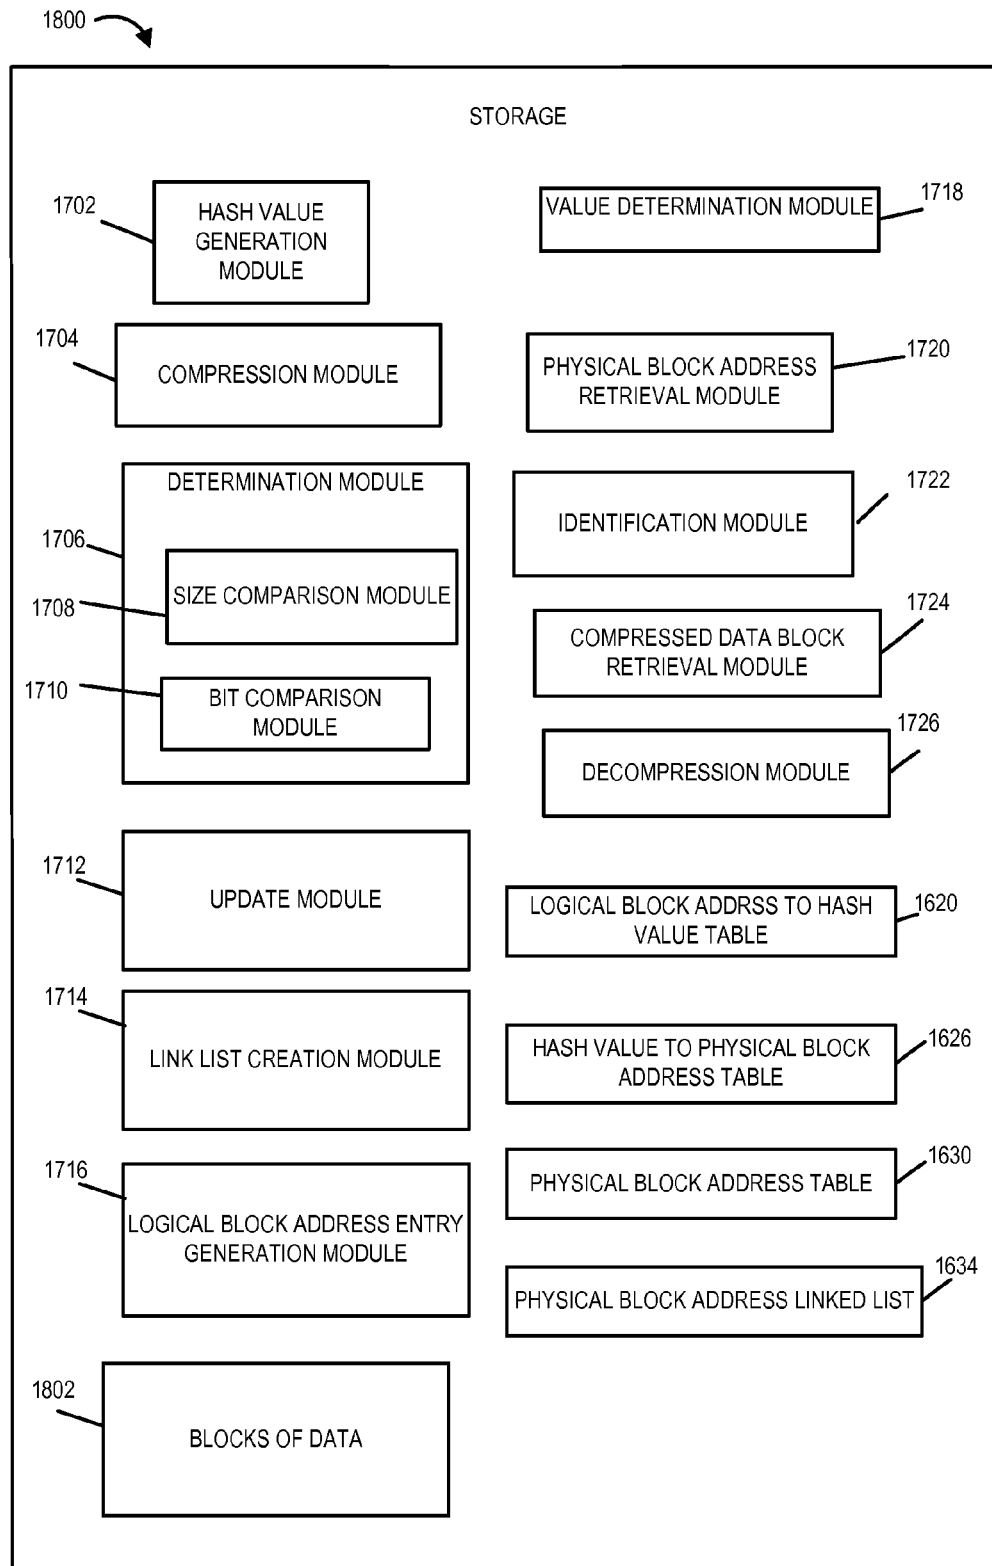 1800
STORAGE
1702
HASH VALUE
GENERATION
MODULE
1704
COMPRESSION MODULE
DETERMINATION MODULE
1706
SIZE COMPARISON MODULE
1708
1710
BIT COMPARISON
MODULE
1712
UPDATE MODULE
1714
LINK LIST CREATION MODULE
1716
LOGICAL BLOCK ADDRESS ENTRY
GENERATION MODULE
1802
BLOCKS OF DATA
VALUE DETERMINATION MODULE
1718
PHYSICAL BLOCK ADDRESS
RETRIEVAL MODULE
1720
IDENTIFICATION MODULE
1722
COMPRESSED DATA BLOCK
RETRIEVAL MODULE
1724
DECOMPRESSION MODULE
1726
LOGICAL BLOCK ADDRSS TO HASH
VALUE TABLE
1620
HASH VALUE TO PHYSICAL BLOCK
ADDRESS TABLE
1626
PHYSICAL BLOCK ADDRESS TABLE
1630
PHYSICAL BLOCK ADDRESS LINKED LIST
1634